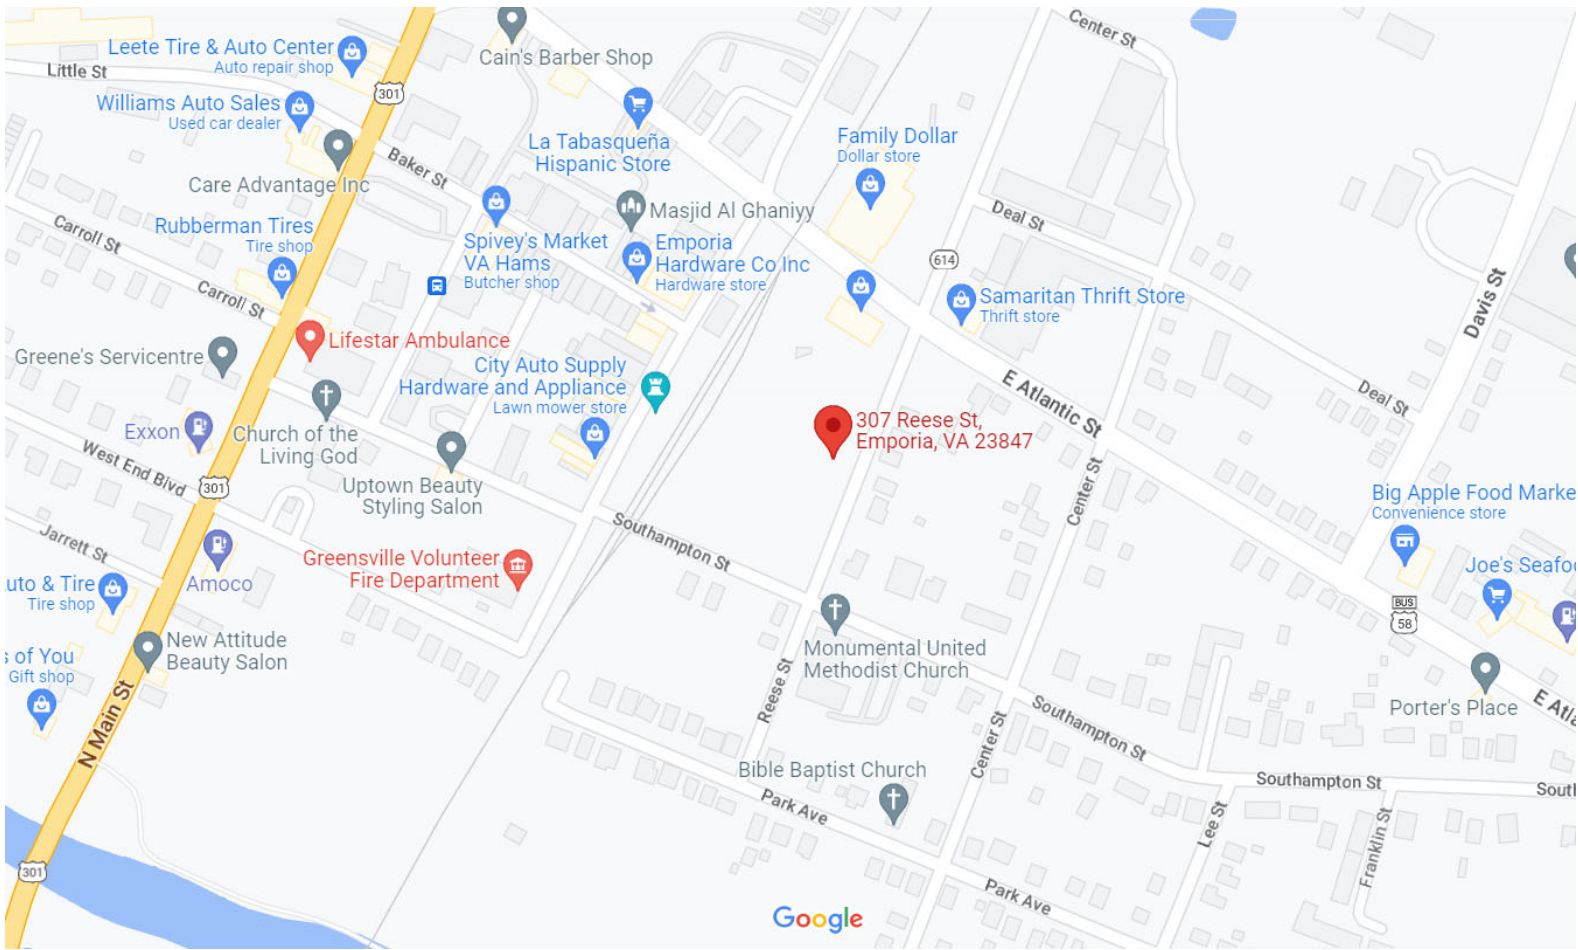 Leete Tire & Auto Center
Auto repair shop
Little St
Williams Auto Sales
Used car dealer
Care Advantage Inc
301
Cain's Barber Shop
La Tabasqueña
Hispanic Store
Family Dollar
Dollar store
Center St
Baker St
Carroll St
Rubberman Tires
Tire shop
Carroll St
Spivey's Market
VA Hams
Butcher shop
Masjid Al Ghaniyy
Emporia
Hardware Co Inc
Hardware store
Deal St
614
Samaritan Thrift Store
Thrift store
Davis St
Lifestar Ambulance
Greene's Servicentre
City Auto Supply
Hardware and Appliance
Lawn mower store
E Atlantic St
Deal St
Exxon
Church of the
Living God
307 Reese St,
Emporia, VA 23847
West End Blvd
301
Uptown Beauty
Styling Salon
Center St
Big Apple Food Marke
Convenience store
Jarrett St
Southampton St
Greensville Volunteer
Fire Department
Amoco
uto & Tire
Tire shop
Joe's Seafoo
BUS
58
New Attitude
Beauty Salon
s of You
Gift shop
Monumental United
Methodist Church
Reese St
Porter's Place
E Atla
N Main St
Center St
Southampton St
Bible Baptist Church
Park Ave
Southampton St
South
Lee St
Franklin St
301
Park Ave
Google